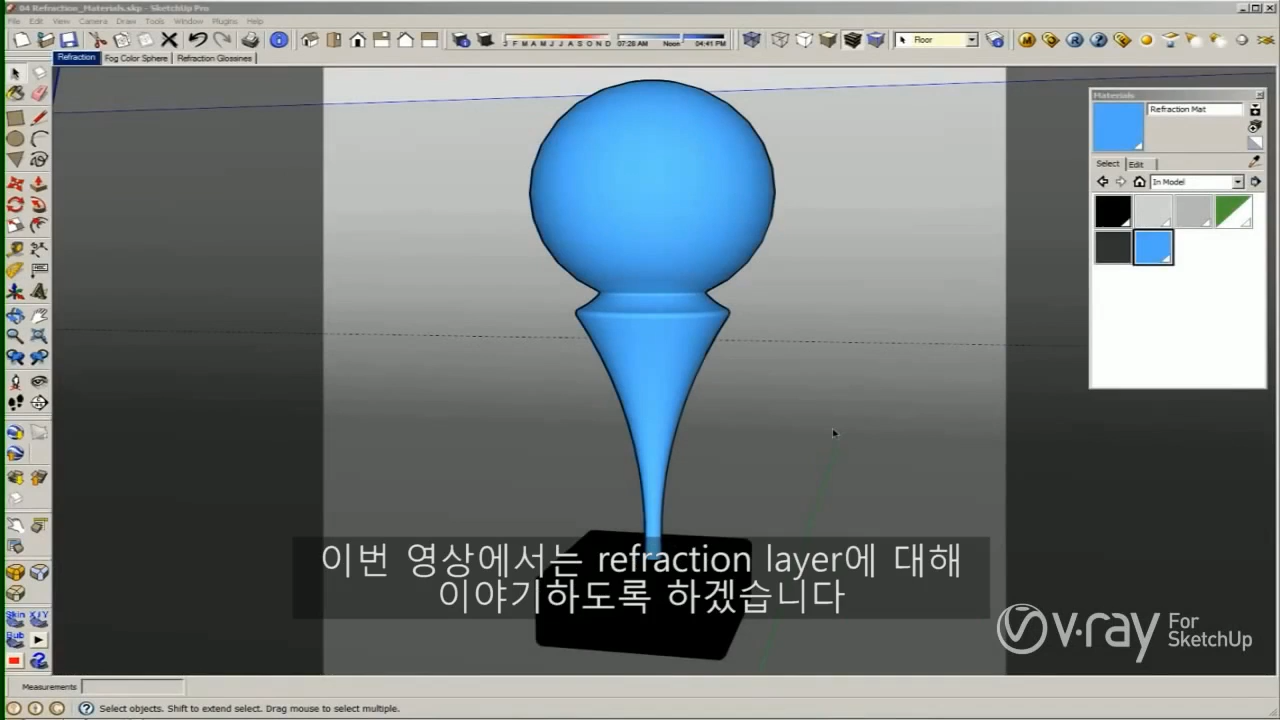 04 Refraction_Materials.skp - SketchUp Pro
File Edit View Camera Draw Tools Window Plugins Help
J F M A M J J A S O N D 07:28 AM Noon 04:41 PM
Floor
Refraction Fog Color Sphere Refraction Glossines
Materials
Refraction Mat
Select Edit
In Model
이번 영상에서는 refraction layer에 대해
이야기하도록 하겠습니다
v·ray For SketchUp
Measurements
Select objects. Shift to extend select. Drag mouse to select multiple.